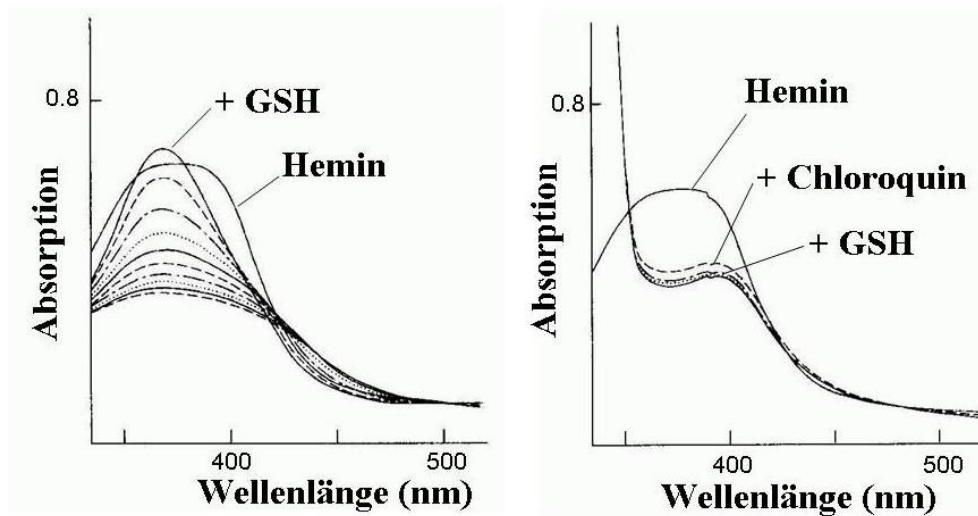 0.8
+ GSH
Hemin
Absorption
400
500
Wellenlänge (nm)
0.8
Hemin
+ Chloroquin
+ GSH
Absorption
400
500
Wellenlänge (nm)